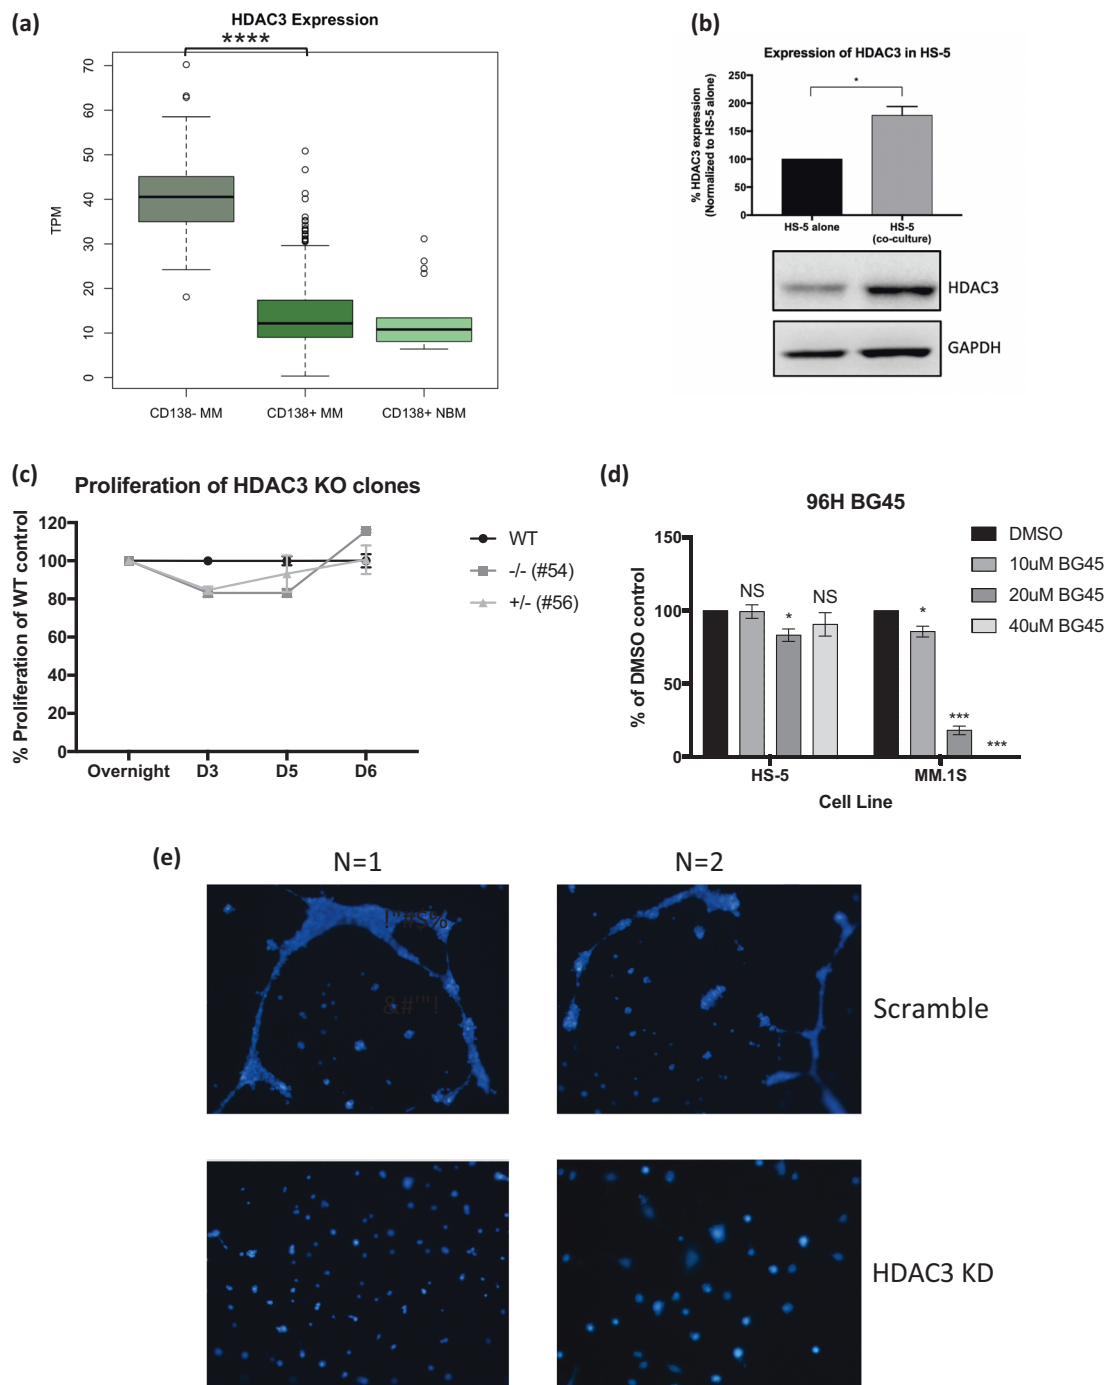 (a)
HDAC3 Expression
****
TPM
70
60
50
40
30
20
10
0
CD138- MM
CD138+ MM
CD138+ NBM
(b)
Expression of HDAC3 in HS-5
% HDAC3 expression
(Normalized to HS-5 alone)
250
200
150
100
50
0
*
HS-5 alone
HS-5
(co-culture)
HDAC3
GAPDH
(c)
Proliferation of HDAC3 KO clones
% Proliferation of WT control
120
100
80
60
40
20
0
Overnight
D3
D5
D6
WT
-/- (#54)
+/- (#56)
(d)
96H BG45
% of DMSO control
150
100
50
0
NS
*
NS
*
***
***
HS-5
MM.1S
Cell Line
DMSO
10uM BG45
20uM BG45
40uM BG45
(e)
N=1
N=2
!"#$%
&#'"!
Scramble
HDAC3 KD